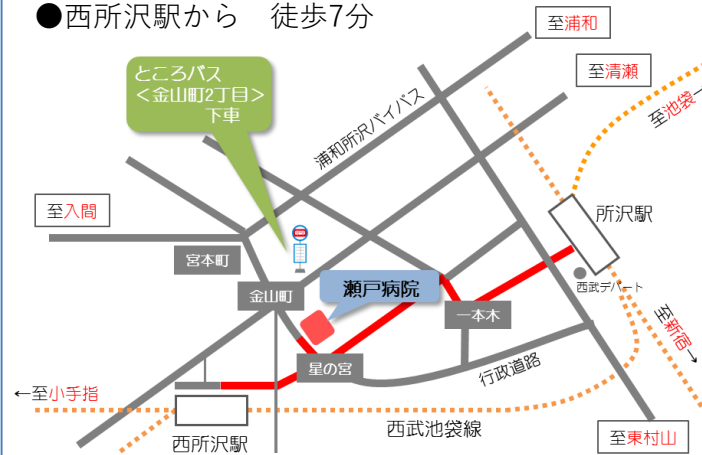 ●西所沢駅から　徒歩7分
至浦和
至清瀬
ところバス
＜金山町2丁目＞
下車
浦和所沢バイパス
至池袋→
至入間
所沢駅
宮本町
西武デパート
金山町
瀬戸病院
一本木
至新宿→
星の宮
行政道路
←至小手指
西武池袋線
西所沢駅
至東村山